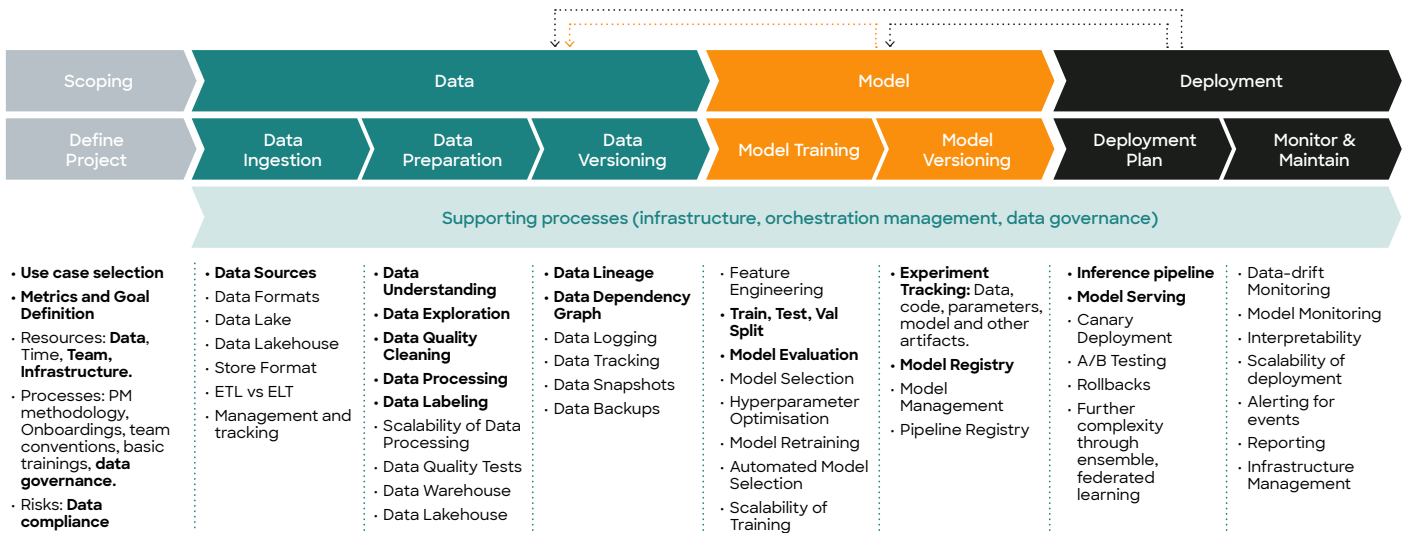 Scoping
Data
Model
Deployment
Define
Project
Data
Ingestion
Data
Preparation
Data
Versioning
Model Training
Model
Versioning
Deployment
Plan
Monitor &
Maintain
Supporting processes (infrastructure, orchestration management, data governance)
• Use case selection
• Metrics and Goal
Definition
• Resources: Data,
Time, Team,
Infrastructure.
• Processes: PM
methodology,
Onboardings, team
conventions, basic
trainings, data
governance.
• Risks: Data
compliance
• Data Sources
• Data Formats
• Data Lake
• Data Lakehouse
• Store Format
• ETL vs ELT
• Management and
tracking
• Data
Understanding
• Data Exploration
• Data Quality
Cleaning
• Data Processing
• Data Labeling
• Scalability of Data
Processing
• Data Quality Tests
• Data Warehouse
• Data Lakehouse
• Data Lineage
• Data Dependency
Graph
• Data Logging
• Data Tracking
• Data Snapshots
• Data Backups
• Feature
Engineering
• Train, Test, Val
Split
• Model Evaluation
• Model Selection
• Hyperparameter
Optimisation
• Model Retraining
• Automated Model
Selection
• Scalability of
Training
• Experiment
Tracking: Data,
code, parameters,
model and other
artifacts.
• Model Registry
• Model
Management
• Pipeline Registry
• Inference pipeline
• Model Serving
• Canary
Deployment
• A/B Testing
• Rollbacks
• Further
complexity
through
ensemble,
federated
learning
• Data-drift
Monitoring
• Model Monitoring
• Interpretability
• Scalability of
deployment
• Alerting for
events
• Reporting
• Infrastructure
Management